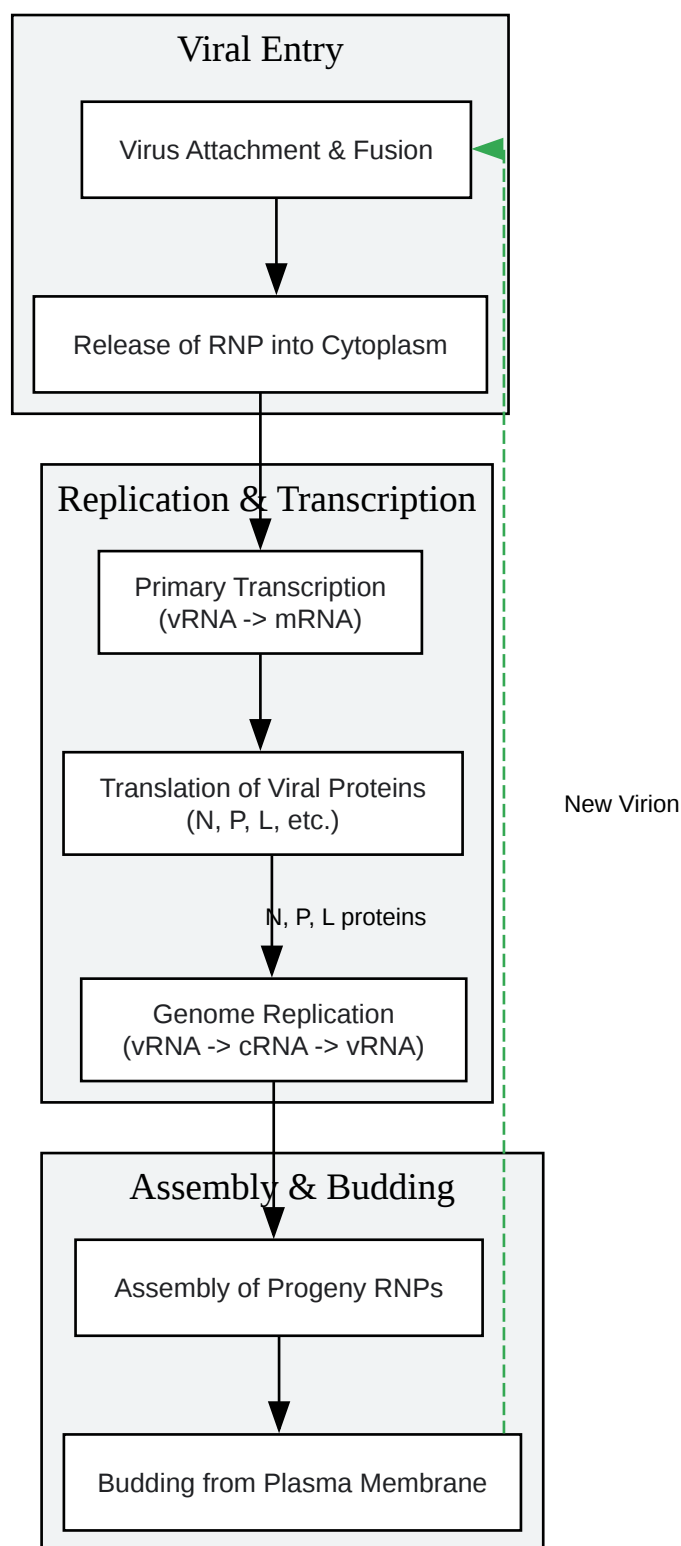 Viral Entry
Virus Attachment & Fusion
Release of RNP into Cytoplasm
Replication & Transcription
Primary Transcription
(vRNA -> mRNA)
Translation of Viral Proteins
(N, P, L, etc.)
New Virion
N, P, L proteins
Genome Replication
(vRNA -> cRNA -> vRNA)
Assembly & Budding
Assembly of Progeny RNPs
Budding from Plasma Membrane